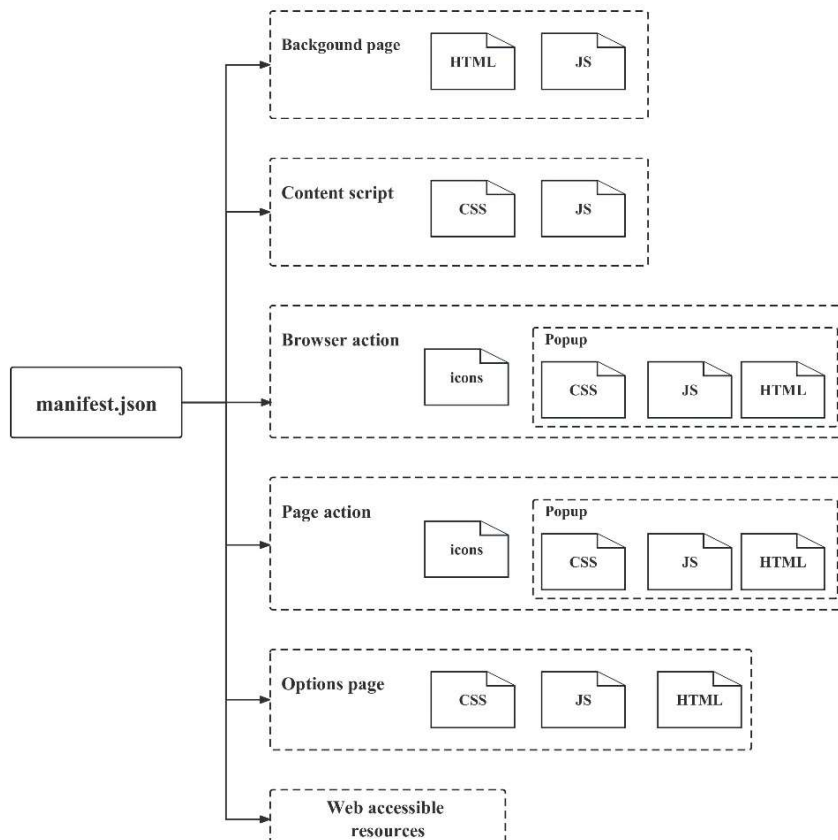 Backgound page
HTML
JS
Content script
CSS
JS
Browser action
icons
Popup
CSS
JS
HTML
manifest.json
Page action
icons
Popup
CSS
JS
HTML
Options page
CSS
JS
HTML
Web accessible
resources